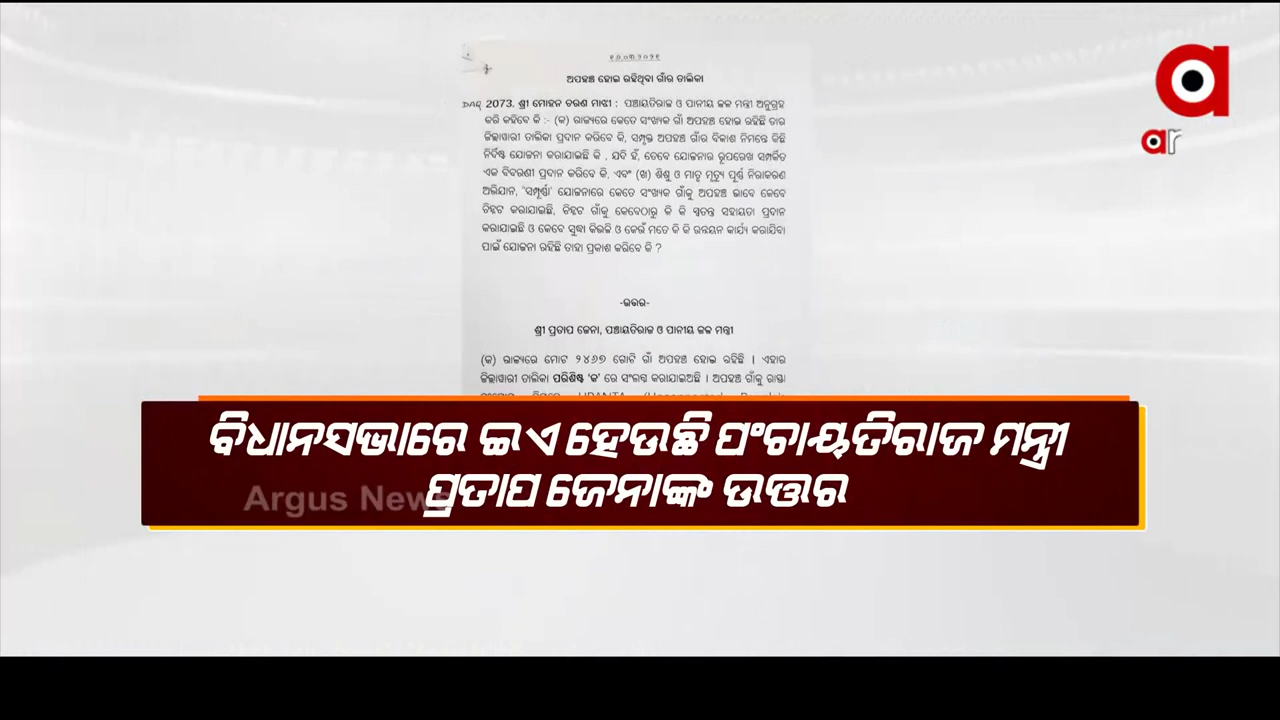 ୧୬.୦୩.୨୦୨୧
ଅପହଞ୍ଚ ହୋଇ ରହିଥିବା ଗାଁର ତାଲିକା
DAQ 2073. ଶ୍ରୀ ମୋହନ ଚରଣ ମାଝୀ : ପଞ୍ଚାୟତିରାଜ ଓ ପାନୀୟ ଜଳ ମନ୍ତ୍ରୀ ଅନୁଗ୍ରହ
କରି କହିବେ କି :- (କ) ରାଜ୍ୟରେ କେତେ ସଂଖ୍ୟକ ଗାଁ ଅପହଞ୍ଚ ହୋଇ ରହିଛି ତାର
ଜିଲ୍ଲାୱାରୀ ତାଲିକା ପ୍ରଦାନ କରିବେ କି, ସମ୍ପୃକ୍ତ ଅପହଞ୍ଚ ଗାଁର ବିକାଶ ନିମନ୍ତେ କିଛି
ନିର୍ଦିଷ୍ଟ ଯୋଜନା କରାଯାଇଛି କି , ଯଦି ହଁ, ତେବେ ଯୋଜନାର ରୂପରେଖ ସମ୍ପର୍କିତ
ଏକ ବିବରଣୀ ପ୍ରଦାନ କରିବେ କି, ଏବଂ (ଖ) ଶିଶୁ ଓ ମାତୃ ମୃତ୍ୟୁ ପୂର୍ଣ୍ଣ ନିରାକରଣ
ଅଭିଯାନ, 'ସମ୍ପୂର୍ଣ୍ଣା' ଯୋଜନାରେ କେତେ ସଂଖ୍ୟକ ଗାଁକୁ ଅପହଞ୍ଚ ଭାବେ କେବେ
ଚିହ୍ନଟ କରାଯାଇଛି, ଚିହ୍ନଟ ଗାଁକୁ କେବେଠାରୁ କି କି ସ୍ୱତନ୍ତ୍ର ସହାୟତା ପ୍ରଦାନ
କରାଯାଇଛି ଓ କେବେ ସୁଦ୍ଧା କିଭଳି ଓ କେଉଁ ମତେ କି କି ଉନ୍ନୟନ କାର୍ଯ୍ୟ କରାଯିବା
ପାଇଁ ଯୋଜନା ରହିଛି ତାହା ପ୍ରକାଶ କରିବେ କି ?
-ଉତ୍ତର-
ଶ୍ରୀ ପ୍ରତାପ ଜେନା, ପଞ୍ଚାୟତିରାଜ ଓ ପାନୀୟ ଜଳ ମନ୍ତ୍ରୀ
(କ) ରାଜ୍ୟରେ ମୋଟ ୨୪୬୭ ଗୋଟି ଗାଁ ଅପହଞ୍ଚ ହୋଇ ରହିଛି । ଏହାର
ଜିଲ୍ଲାୱାରୀ ତାଲିକା ପରିଶିଷ୍ଟ 'କ' ରେ ସଂଲଗ୍ନ କରାଯାଇଅଛି । ଅପହଞ୍ଚ ଗାଁକୁ ରାସ୍ତା
ବିଧାନସଭାରେ ଇଏ ହେଉଛି ପଂଚାୟତିରାଜ ମନ୍ତ୍ରୀ
ପ୍ରତାପ ଜେନାଙ୍କ ଉତ୍ତର
Argus News
a
ar